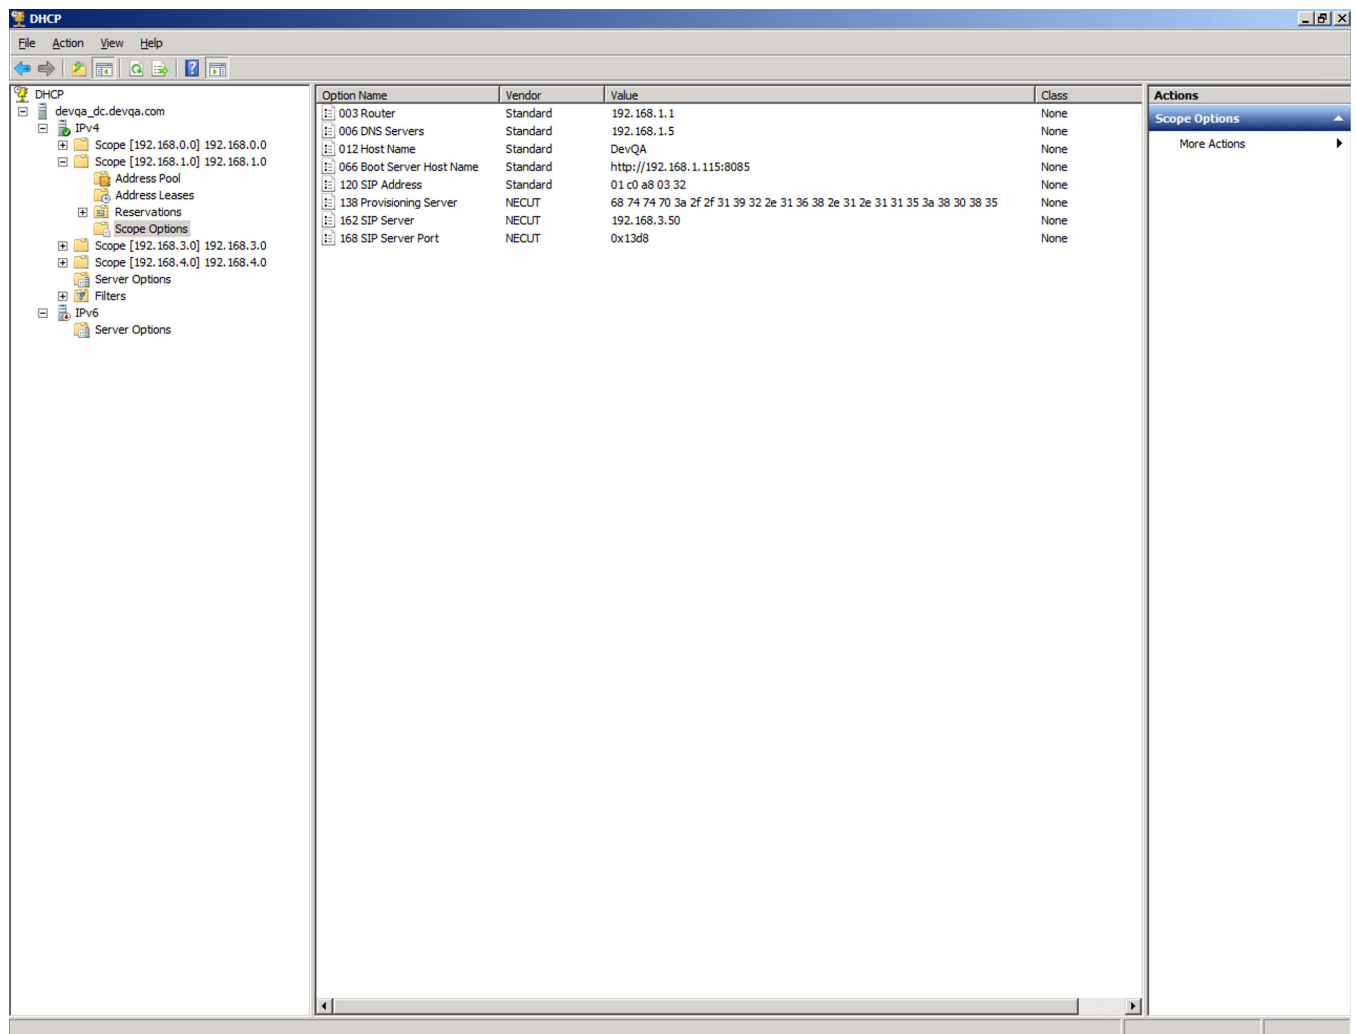 DHCP
File Action View Help
DHCP
devqa_dc.devqa.com
IPv4
Scope [192.168.0.0] 192.168.0.0
Scope [192.168.1.0] 192.168.1.0
Address Pool
Address Leases
Reservations
Scope Options
Scope [192.168.3.0] 192.168.3.0
Scope [192.168.4.0] 192.168.4.0
Server Options
Filters
IPv6
Server Options
Option Name Vendor Value Class
003 Router Standard 192.168.1.1 None
006 DNS Servers Standard 192.168.1.5 None
012 Host Name Standard DevQA None
066 Boot Server Host Name Standard http://192.168.1.115:8085 None
120 SIP Address Standard 01 c0 a8 03 32 None
138 Provisioning Server NECUT 68 74 74 70 3a 2f 2f 31 39 32 2e 31 36 38 2e 31 2e 31 31 35 3a 38 30 38 35 None
162 SIP Server NECUT 192.168.3.50 None
168 SIP Server Port NECUT 0x13d8 None
Actions
Scope Options
More Actions